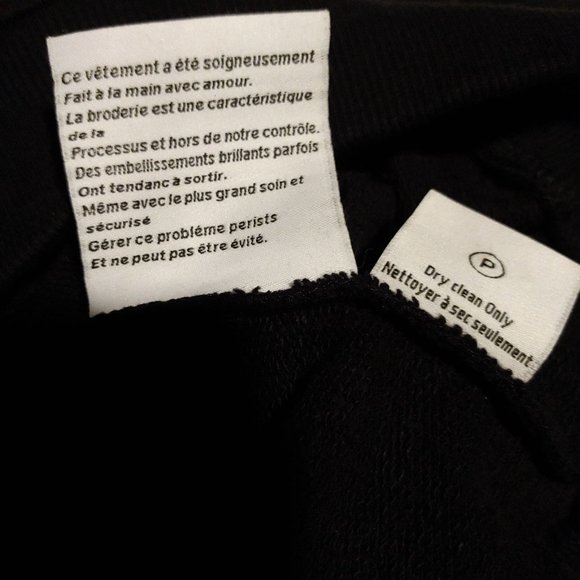 Ce vêtement a été soigneusement
Fait à la main avec amour.
La broderie est une caractéristique
de la
Processus et hors de notre contrôle.
Des embellissements brillants parfois
Ont tendanc à sortir.
Même avec le plus grand soin et
sécurisé
Gérer ce probléme perists
Et ne peut pas être évité.
P
Dry clean Only
Nettoyer à sec seulement